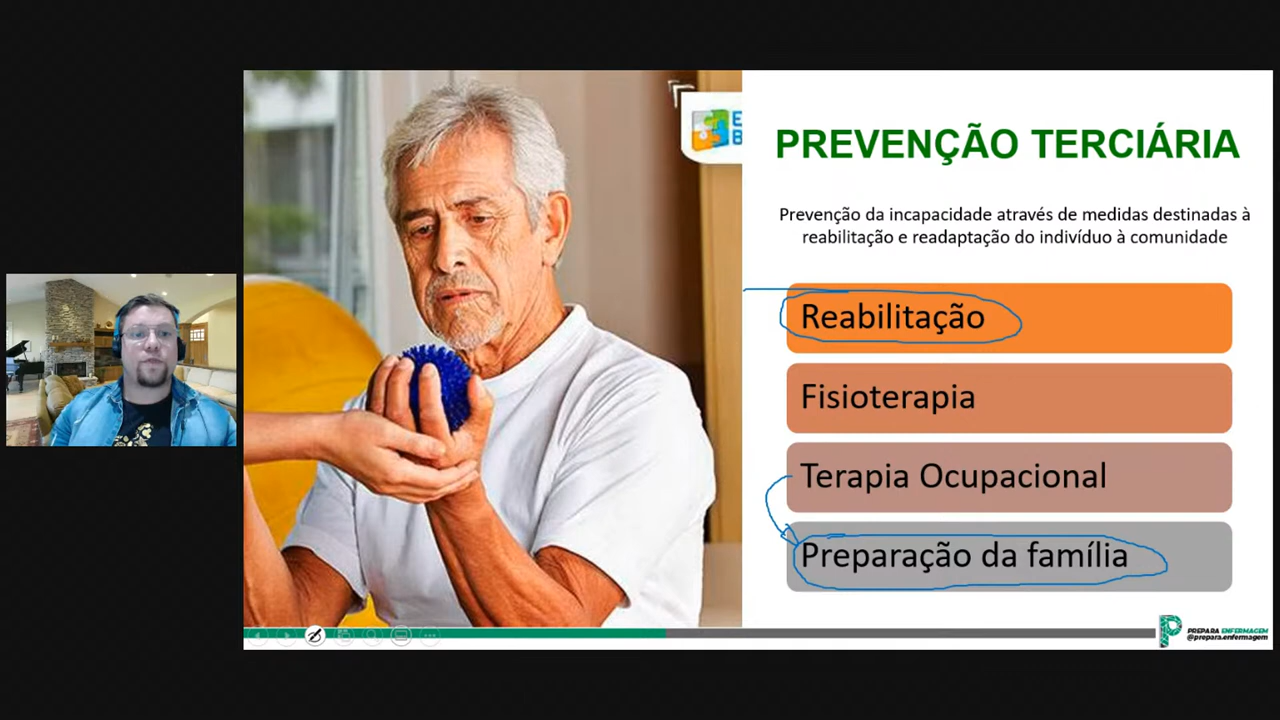 E
B
PREVENÇÃO TERCIÁRIA
Prevenção da incapacidade através de medidas destinadas à
reabilitação e readaptação do indivíduo à comunidade
Reabilitação
Fisioterapia
Terapia Ocupacional
Preparação da família
PREPARA ENFERMAGEM
@prepara.enfermagem